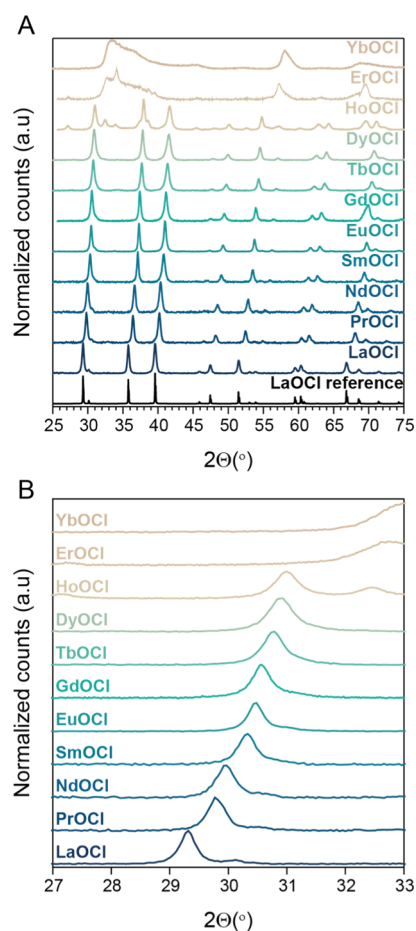 A
YbOCl
ErOCl
HoOCl
DyOCl
TbOCl
GdOCl
EuOCl
SmOCl
NdOCl
PrOCl
LaOCl
LaOCl reference
Normalized counts (a.u)
25 30 35 40 45 50 55 60 65 70 75
2Θ(°)
B
YbOCl
ErOCl
HoOCl
DyOCl
TbOCl
GdOCl
EuOCl
SmOCl
NdOCl
PrOCl
LaOCl
Normalized counts (a.u)
27 28 29 30 31 32 33
2Θ(°)